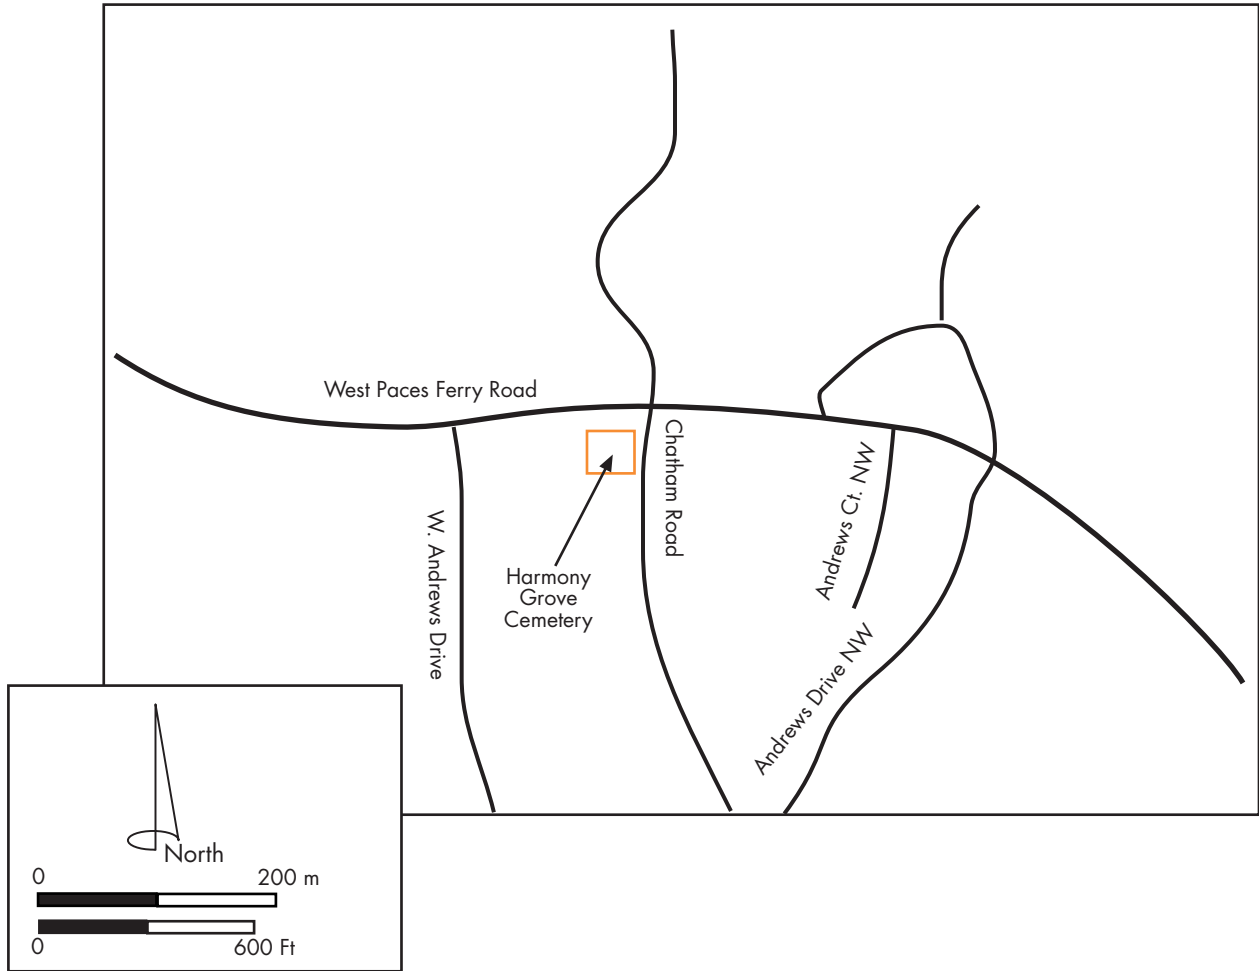 West Paces Ferry Road
Chatham Road
Andrews Ct. NW
W. Andrews Drive
Harmony
Grove
Cemetery
Andrews Drive NW
North
0
200 m
0
600 Ft